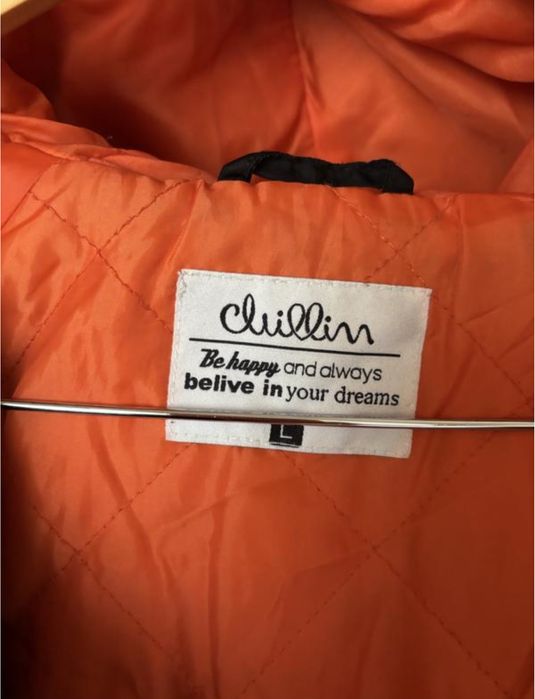 chillin
Be happy and always
belive in your dreams
L